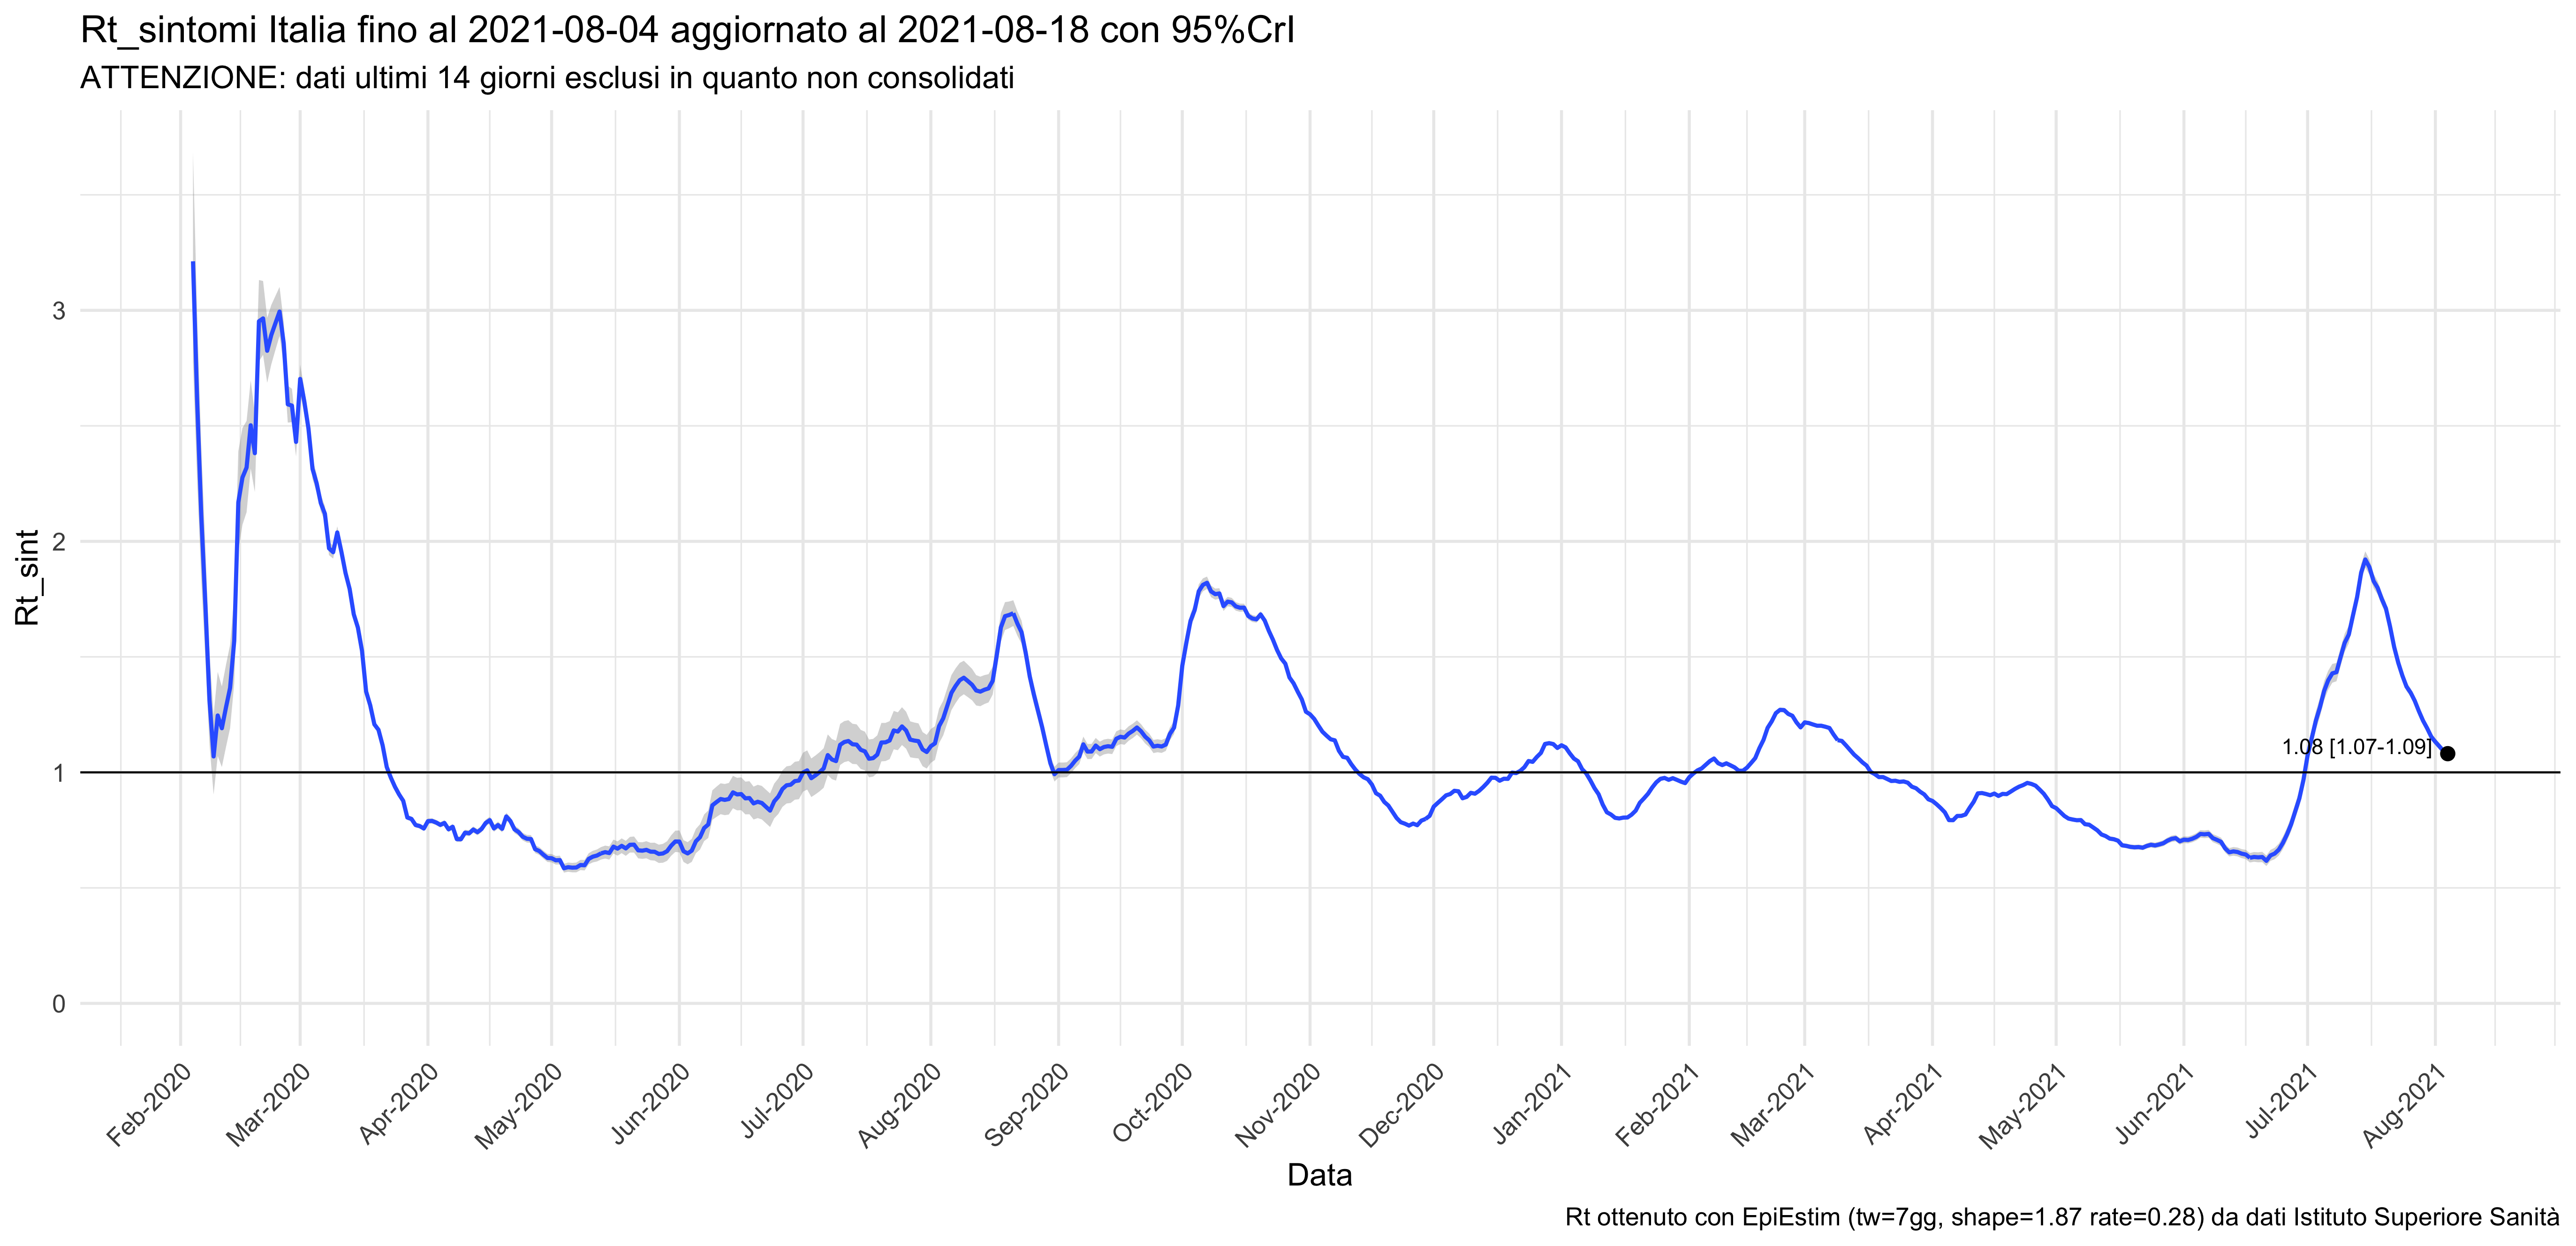 Rt_sintomi Italia fino al 2021-08-04 aggiornato al 2021-08-18 con 95%CrI
ATTENZIONE: dati ultimi 14 giorni esclusi in quanto non consolidati
Rt_sint
3
2
1
0
1.08 [1.07-1.09]
Feb-2020
Mar-2020
Apr-2020
May-2020
Jun-2020
Jul-2020
Aug-2020
Sep-2020
Oct-2020
Nov-2020
Dec-2020
Jan-2021
Feb-2021
Mar-2021
Apr-2021
May-2021
Jun-2021
Jul-2021
Aug-2021
Data
Rt ottenuto con EpiEstim (tw=7gg, shape=1.87 rate=0.28) da dati Istituto Superiore Sanità